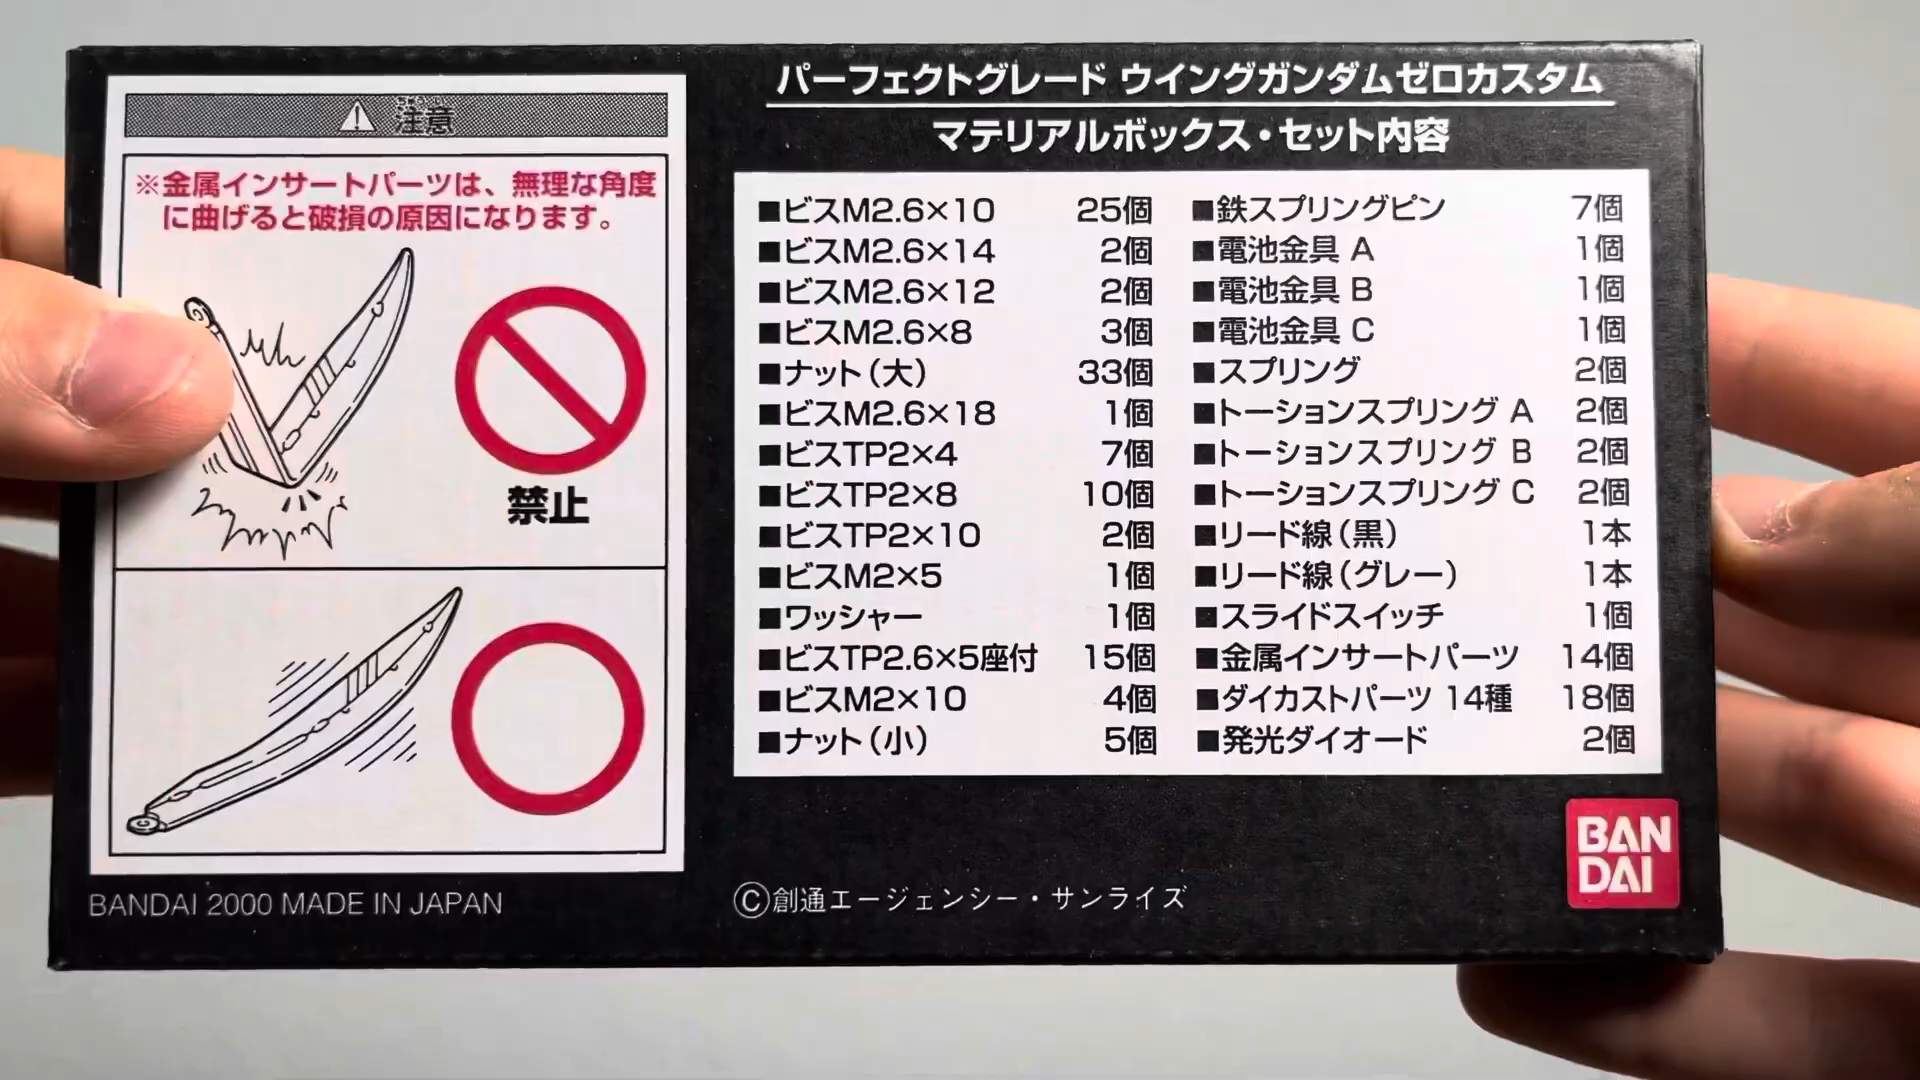 注意
※金属インサートパーツは、無理な角度
に曲げると破損の原因になります。
禁止
BANDAI 2000 MADE IN JAPAN
パーフェクトグレード ウイングガンダムゼロカスタム
マテリアルボックス・セット内容
■ビスM2.6×10 25個
■ビスM2.6×14 2個
■ビスM2.6×12 2個
■ビスM2.6×8 3個
■ナット(大) 33個
■ビスM2.6×18 1個
■ビスTP2×4 7個
■ビスTP2×8 10個
■ビスTP2×10 2個
■ビスM2×5 1個
■ワッシャー 1個
■ビスTP2.6×5座付 15個
■ビスM2×10 4個
■ナット(小) 5個
■鉄スプリングピン 7個
■電池金具 A 1個
■電池金具 B 1個
■電池金具 C 1個
■スプリング 2個
■トーションスプリング A 2個
■トーションスプリング B 2個
■トーションスプリング C 2個
■リード線(黒) 1本
■リード線(グレー) 1本
■スライドスイッチ 1個
■金属インサートパーツ 14個
■ダイカストパーツ 14種 18個
■発光ダイオード 2個
Ⓒ創通エージェンシー・サンライズ
BAN
DAI